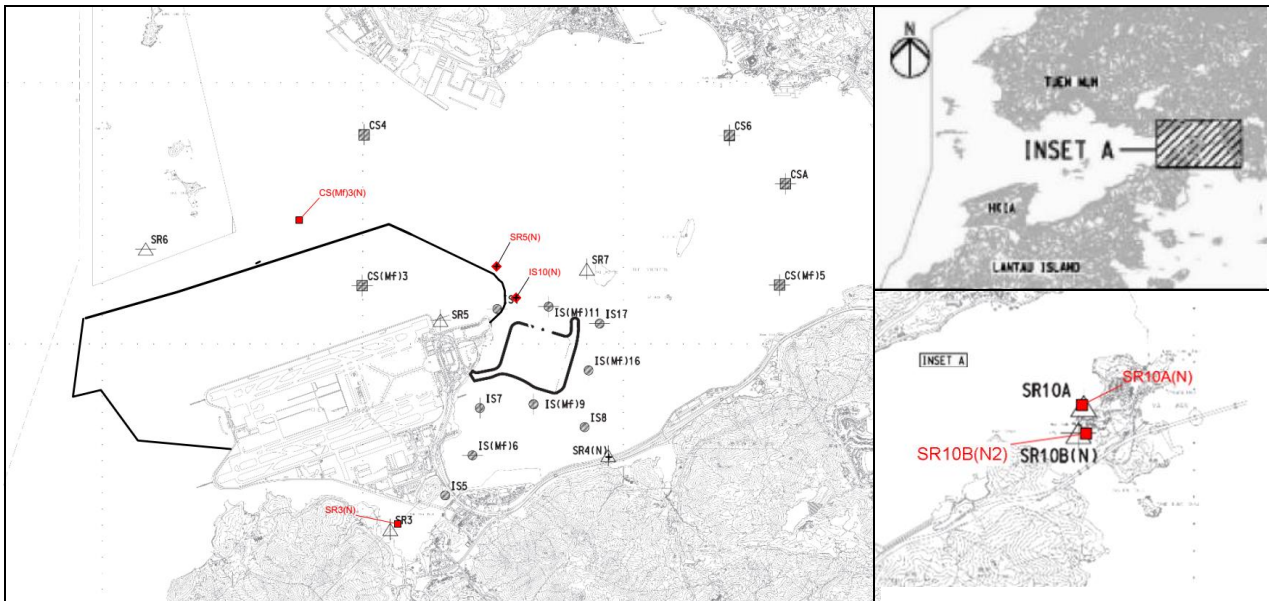 CS4
CS6
CSA
CS(Mf)3(N)
SR5(N)
SR6
SR7
CS(Mf)3
CS(Mf)5
IS10(N)
IS(Mf)11
IS17
SR5
IS(Mf)16
IS7
IS(Mf)9
IS8
IS(Mf)6
SR4(N)
IS5
SR3(N)
SR3
N
TUEN MUN
INSET A
HKIA
LANTAU ISLAND
INSET A
SR10A
SR10A(N)
SR10B(N2)
SR10B(N)